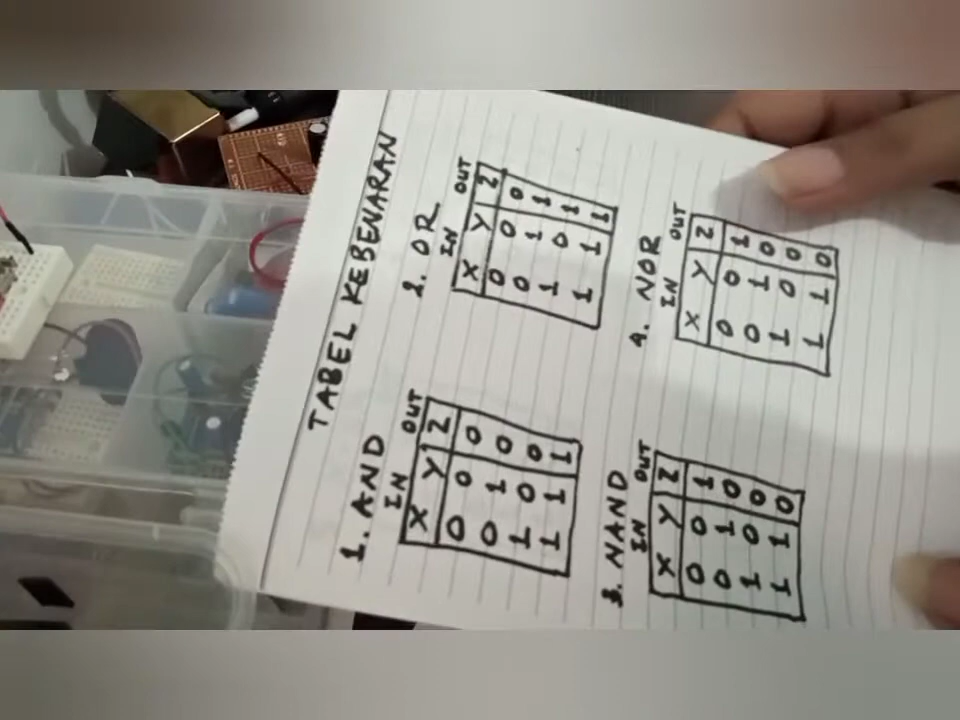 TABEL KEBENARAN
1. AND
IN OUT
X Y Z
0 0 0
0 1 0
1 0 0
1 1 1
2. OR
IN OUT
X Y Z
0 0 0
0 1 1
1 0 1
1 1 1
3. NAND
IN OUT
X Y Z
0 0 1
0 1 0
1 0 0
1 1 0
4. NOR
IN OUT
X Y Z
0 0 1
0 1 0
1 0 0
1 1 0